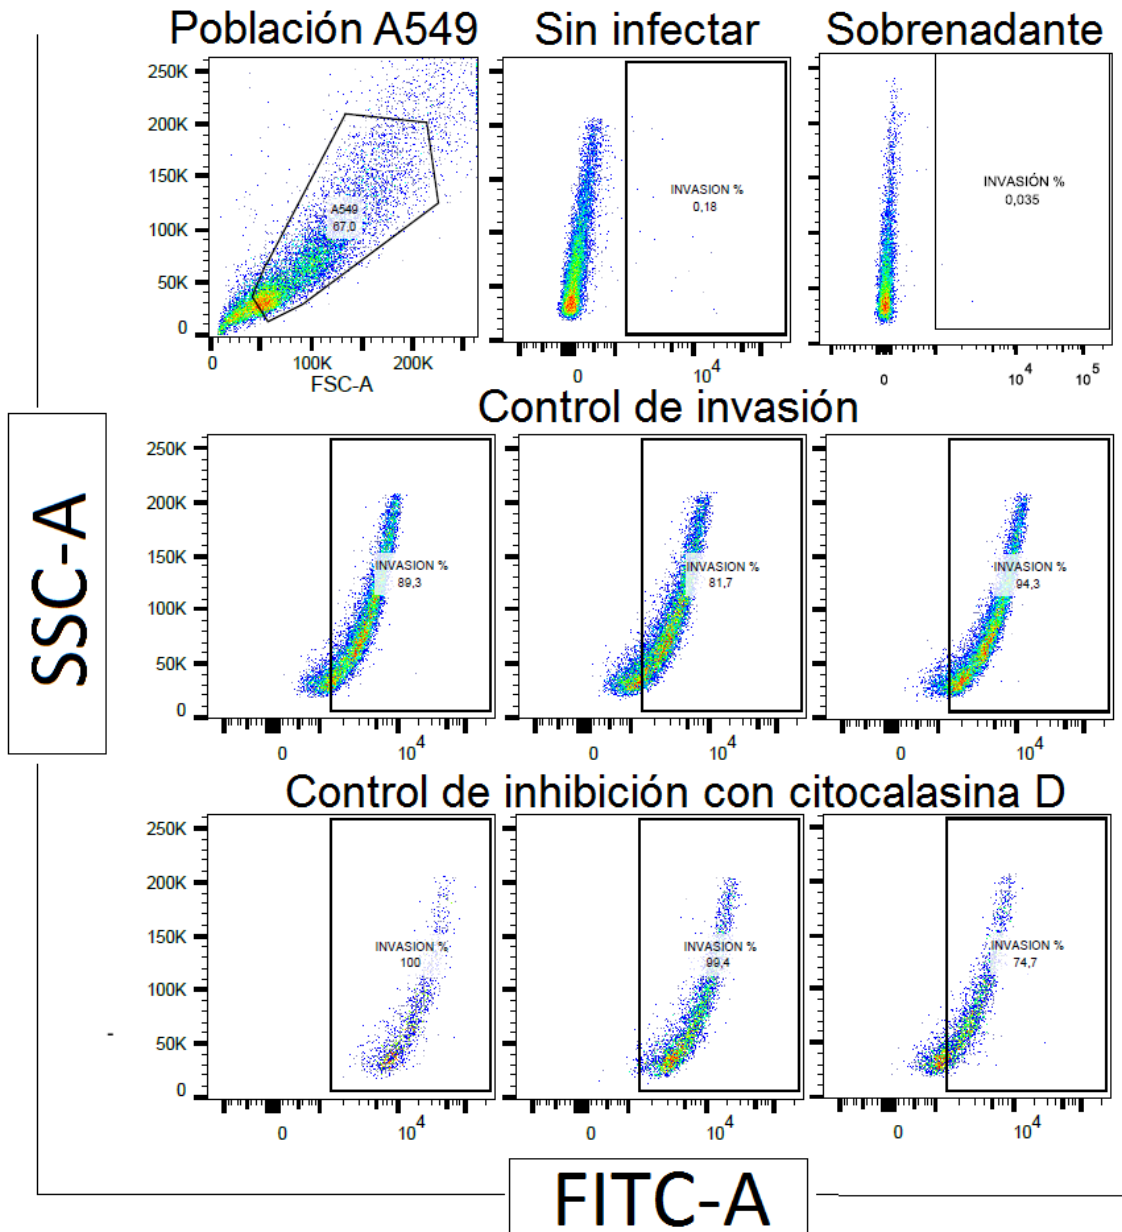 Población A549
Sin infectar
Sobrenadante
250K
200K
150K
100K
50K
0
A549
67,0
0
100K
200K
FSC-A
INVASION %
0,18
0
10^4
INVASIÓN %
0,035
0
10^4
10^5
Control de invasión
250K
200K
150K
100K
50K
0
INVASION %
89,3
0
10^4
INVASION %
81,7
0
10^4
INVASION %
94,3
0
10^4
Control de inhibición con citocalasina D
250K
200K
150K
100K
50K
0
INVASION %
100
0
10^4
INVASION %
99,4
0
10^4
INVASION %
74,7
0
10^4
SSC-A
FITC-A